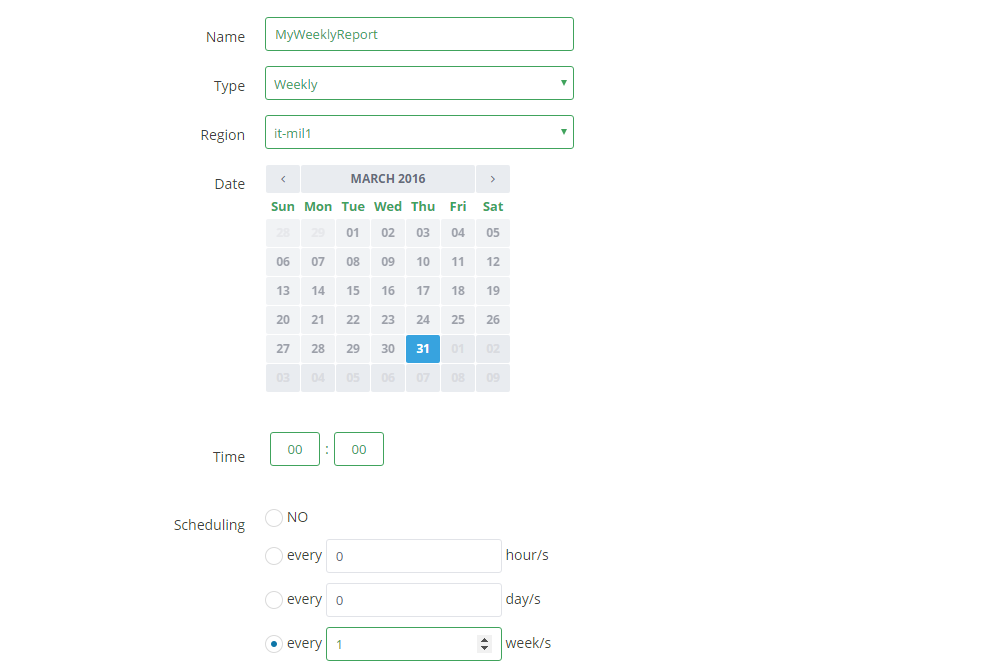 Name MyWeeklyReport
Type Weekly
Region it-mil1
Date < MARCH 2016 >
Sun Mon Tue Wed Thu Fri Sat
28 29 01 02 03 04 05
06 07 08 09 10 11 12
13 14 15 16 17 18 19
20 21 22 23 24 25 26
27 28 29 30 31 01 02
03 04 05 06 07 08 09
Time 00 : 00
Scheduling NO
every 0 hour/s
every 0 day/s
every 1 week/s